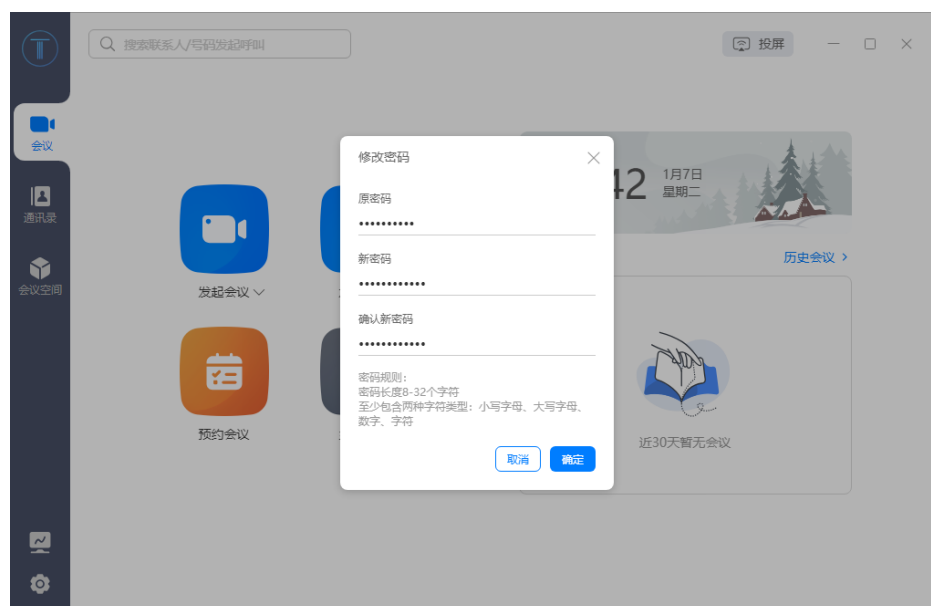 搜索联系人/号码发起呼叫
投屏
会议
通讯录
会议空间
发起会议
预约会议
42
1月7日
星期二
历史会议
近30天暂无会议
修改密码
原密码
••••••••••
新密码
••••••••••••
确认新密码
••••••••••••
密码规则：
密码长度8-32个字符
至少包含两种字符类型：小写字母、大写字母、
数字、字符
取消
确定